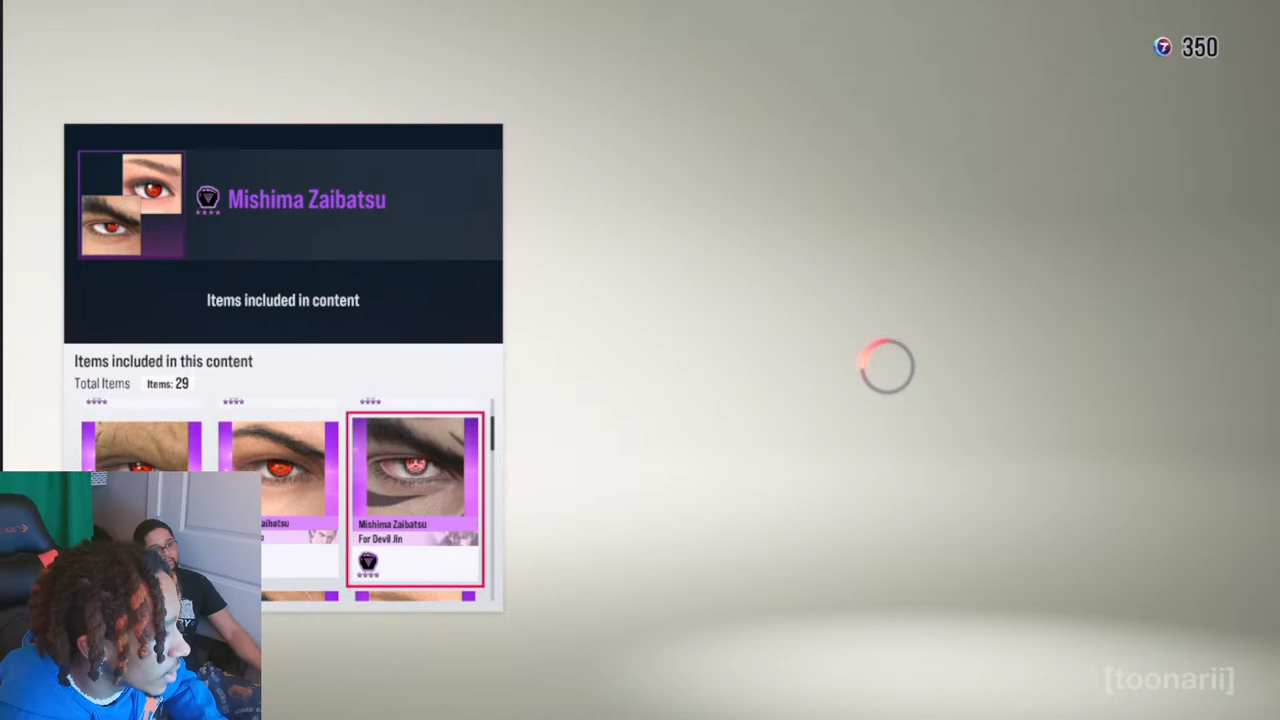 350
Mishima Zaibatsu
Items included in content
Items included in this content
Total Items Items: 29
aibatsu
Mishima Zaibatsu
For Devil Jin
[toonarii]